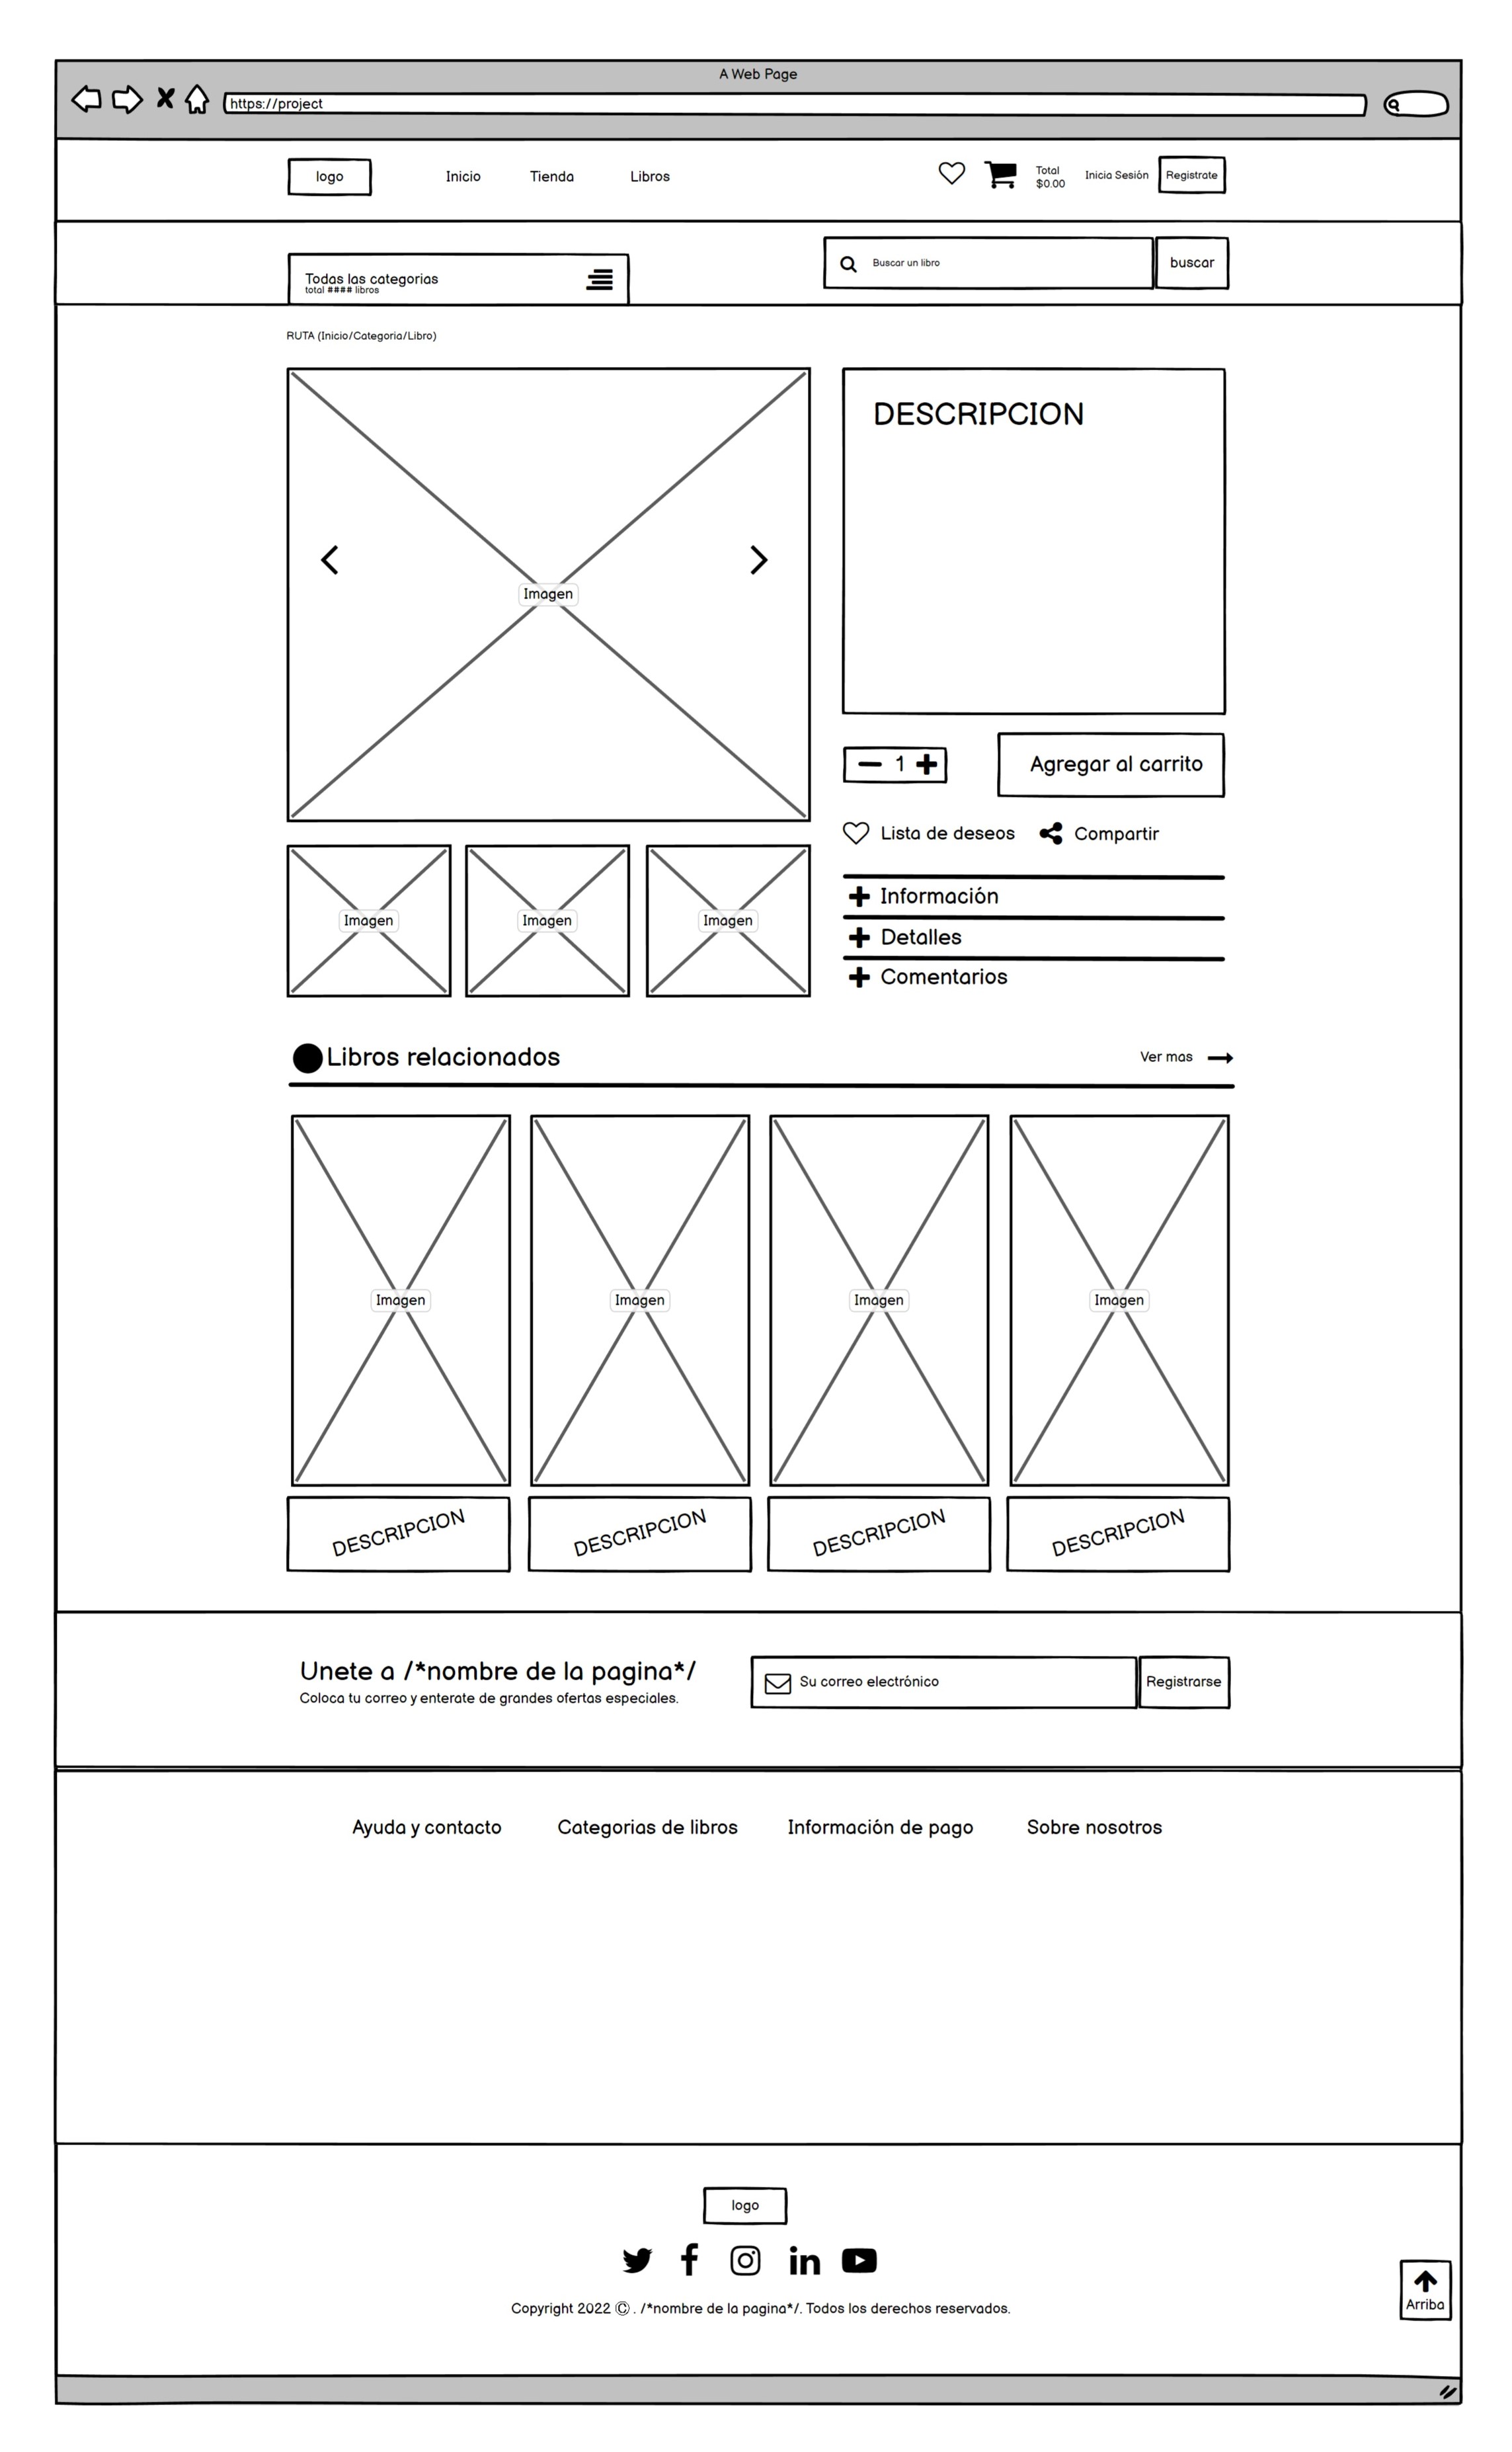 A Web Page
https://project
logo
Inicio
Tienda
Libros
Total
$0.00
Inicia Sesión
Registrate
Todas las categorias
total #### libros
Buscar un libro
buscar
RUTA (Inicio/Categoria/Libro)
Imagen
DESCRIPCION
1
Agregar al carrito
Lista de deseos
Compartir
Imagen
Imagen
Imagen
Información
Detalles
Comentarios
Libros relacionados
Ver mas
Imagen
Imagen
Imagen
Imagen
DESCRIPCION
DESCRIPCION
DESCRIPCION
DESCRIPCION
Unete a /*nombre de la pagina*/
Coloca tu correo y enterate de grandes ofertas especiales.
Su correo electrónico
Registrarse
Ayuda y contacto
Categorias de libros
Información de pago
Sobre nosotros
logo
Copyright 2022 © . /*nombre de la pagina*/. Todos los derechos reservados.
Arriba